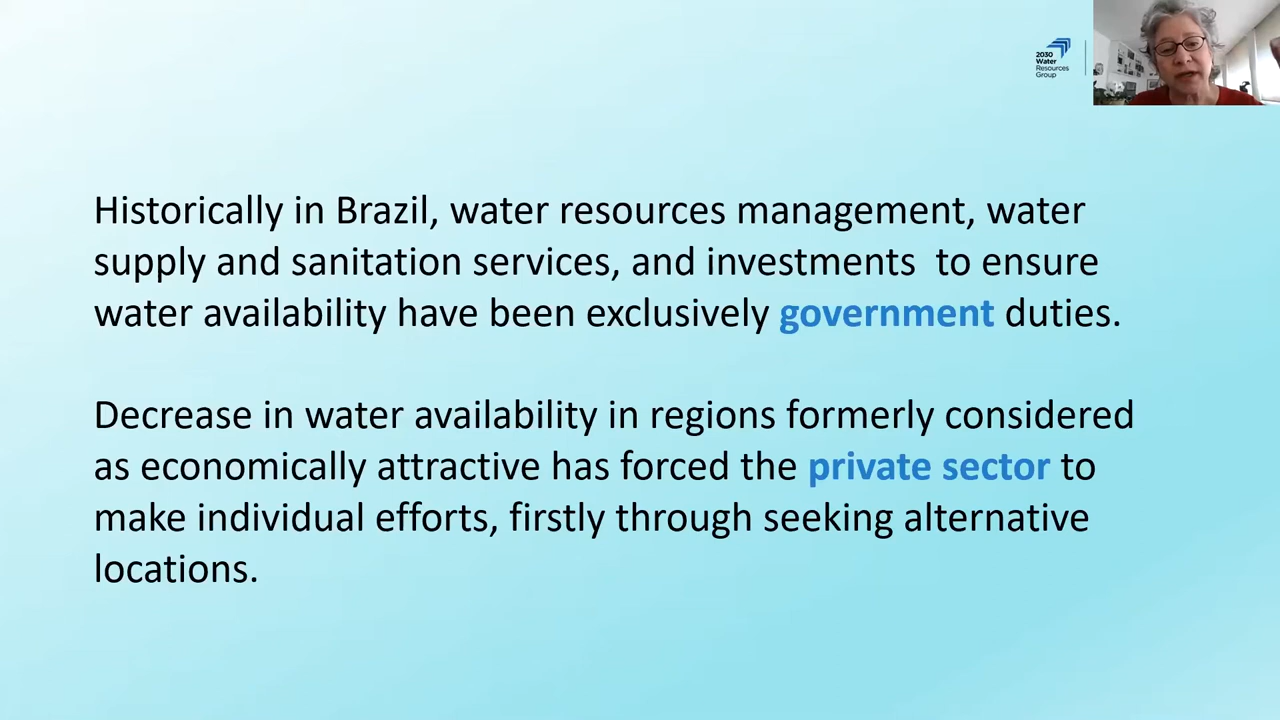 2030
Water
Resources
Group
Historically in Brazil, water resources management, water
supply and sanitation services, and investments  to ensure
water availability have been exclusively government duties.
Decrease in water availability in regions formerly considered
as economically attractive has forced the private sector to
make individual efforts, firstly through seeking alternative
locations.